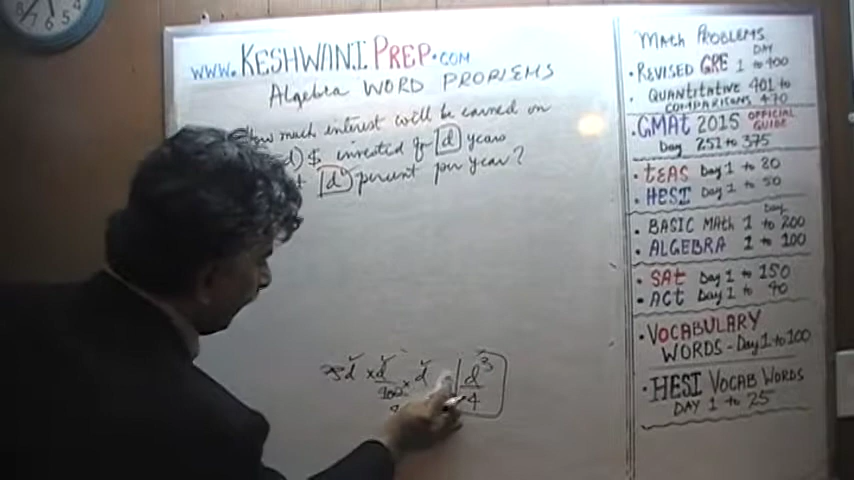 WWW.KESHWANIPREP.COM
Algebra WORD PROBLEMS
How much interest will be earned on
d) $ invested for d years
d percent per year?
d × d × d
d³
4
MAtH PROBLEMS
DAY
• REVISED GRE 1 to 400
• QUANTITATIVE 401 to
COMPARISONS 470
• GMAt 2015 OFFICIAL GUIDE
Day 251 to 375
• tEAS Day 1 to 20
• HESI Day 1 to 50
Day
• BASIC MAth 1 to 200
• ALGEBRA 1 to 100
• SAt Day 1 to 150
• ACt Day 1 to 40
• VOCABULARY
WORDS - Day 1 to 100
• HESI VOCAB WORDS
DAY 1 to 25